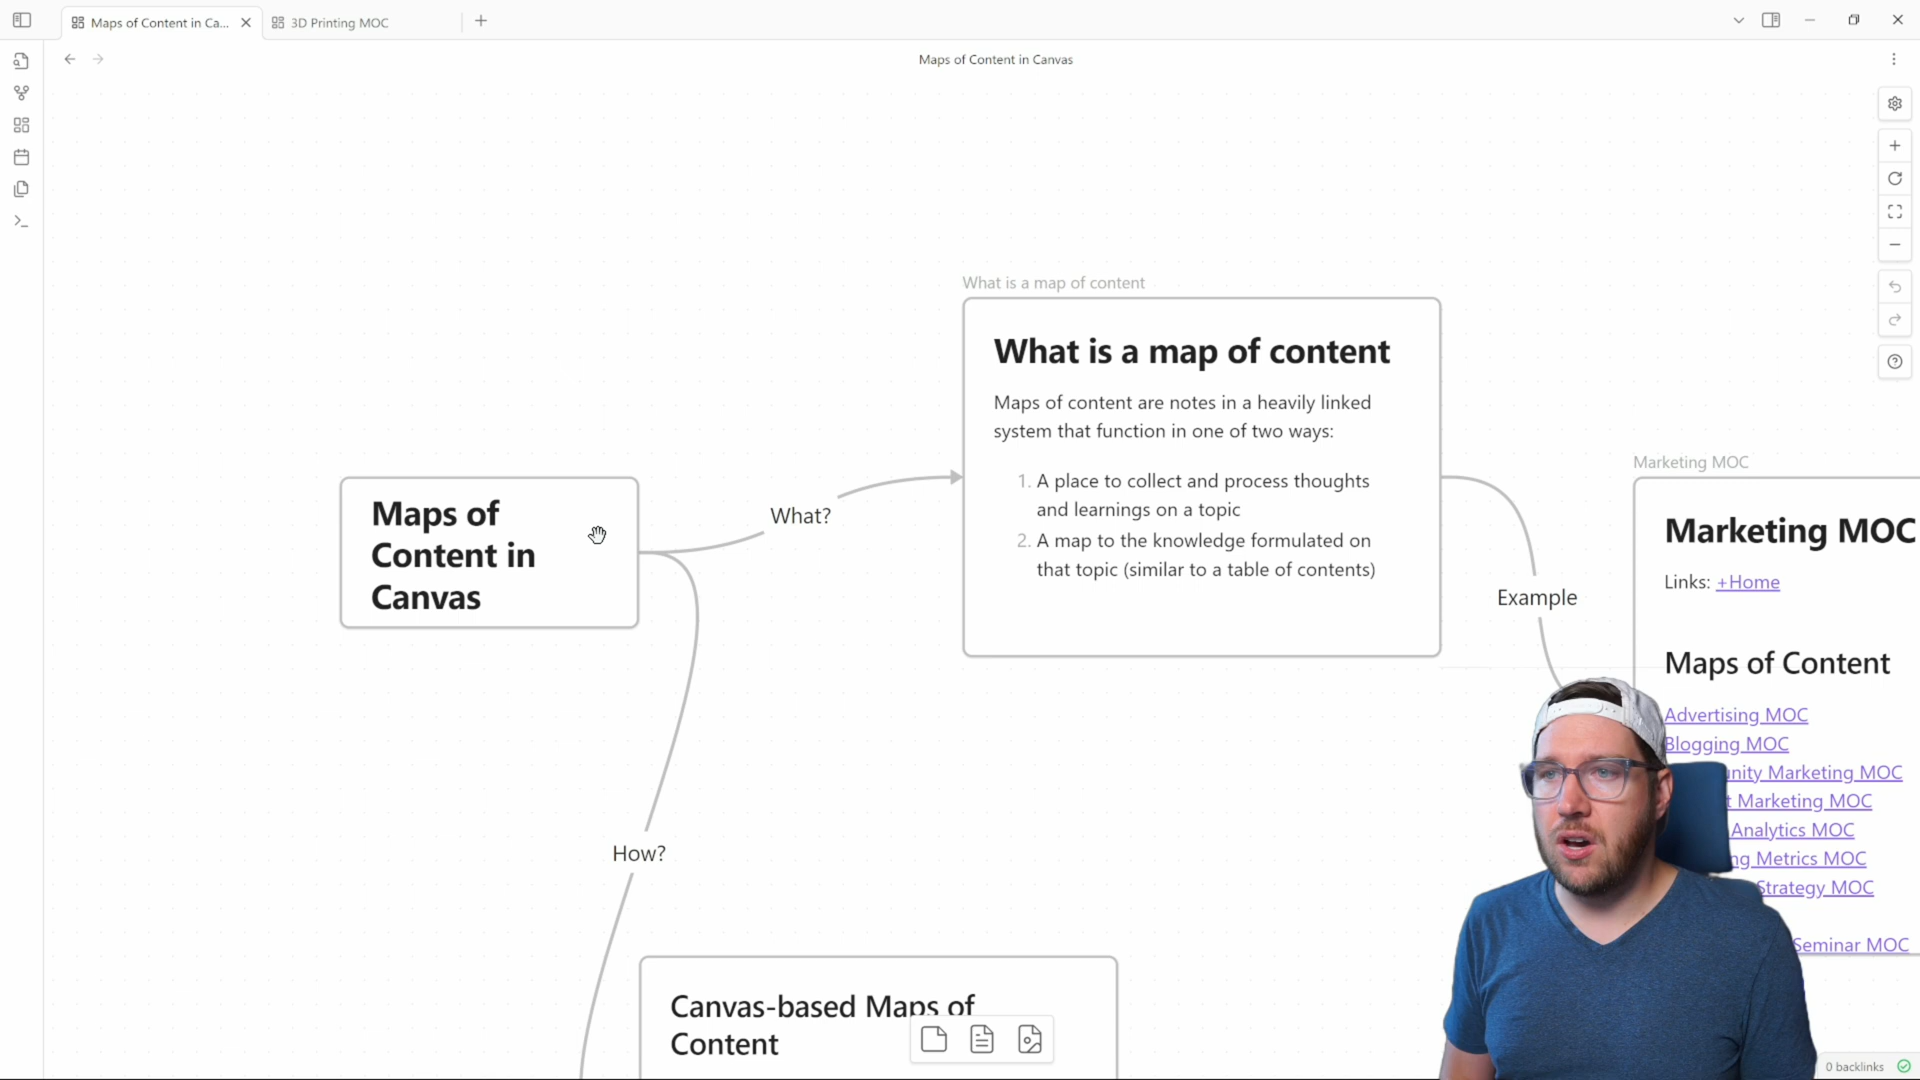 Maps of Content in Ca...
3D Printing MOC
Maps of Content in Canvas
What is a map of content
What is a map of content
Maps of content are notes in a heavily linked
system that function in one of two ways:
1. A place to collect and process thoughts
and learnings on a topic
2. A map to the knowledge formulated on
that topic (similar to a table of contents)
Maps of
Content in
Canvas
What?
Example
Marketing MOC
Marketing MOC
Links: +Home
Maps of Content
Advertising MOC
Blogging MOC
Marketing MOC
Marketing MOC
Analytics MOC
Metrics MOC
Strategy MOC
Seminar MOC
How?
Canvas-based Maps of
Content
0 backlinks